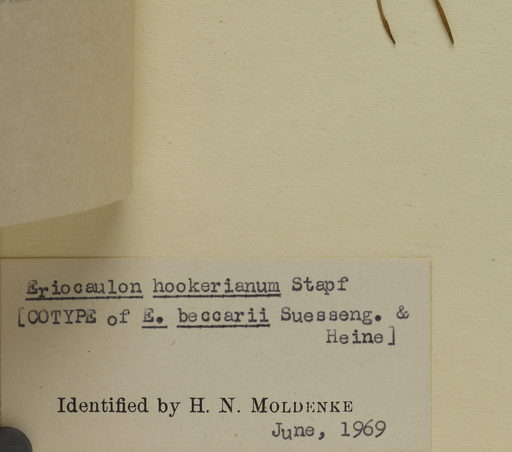 Eriocaulon hookerianum Stapf
[COTYPE of E. beccarii Suesseng. &
Heine]
Identified by H. N. MOLDENKE
June, 1969